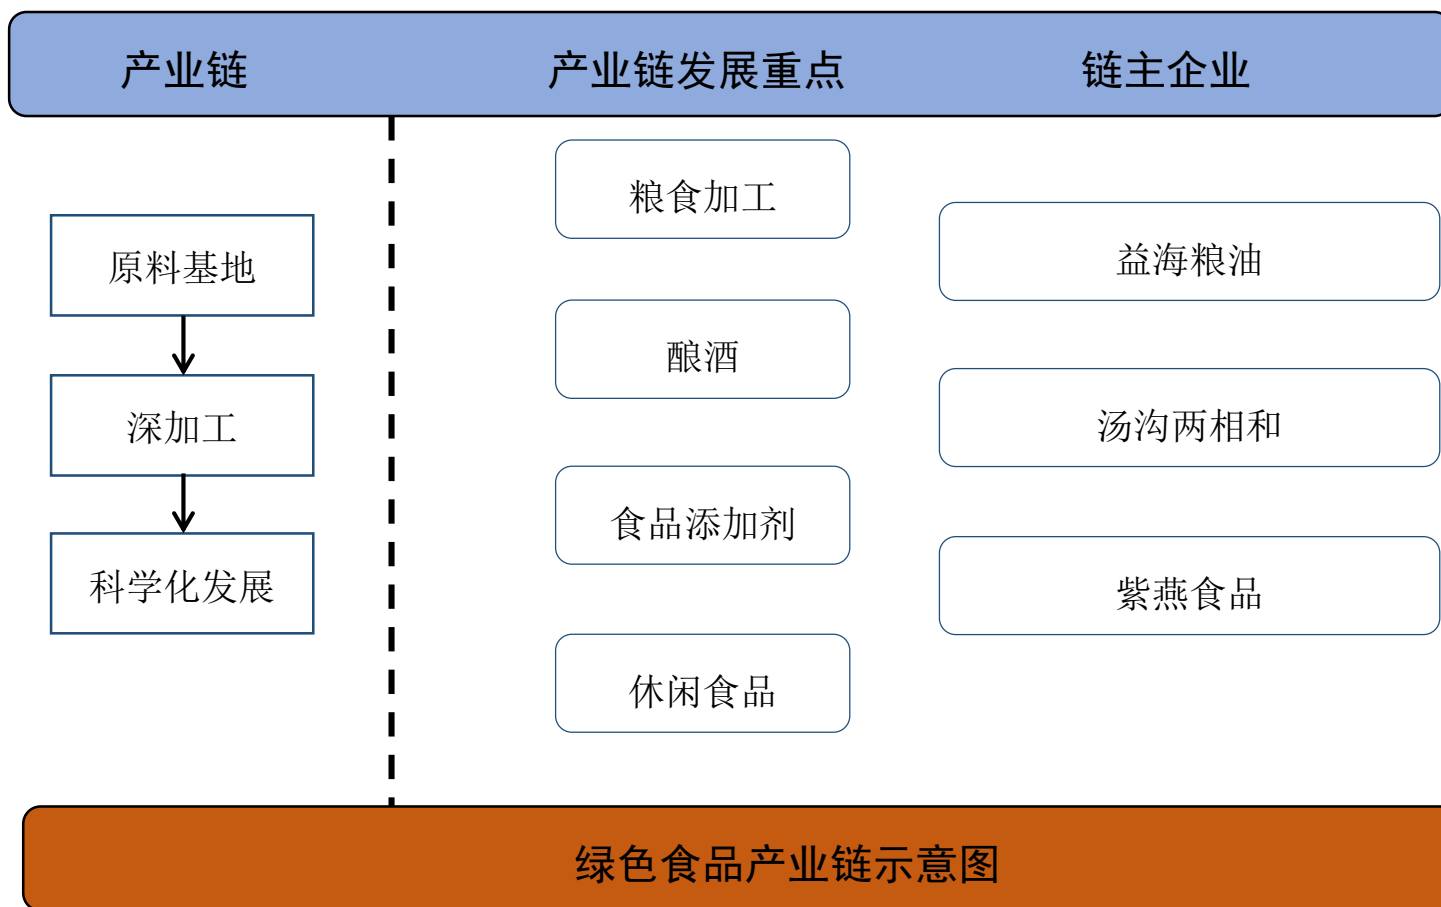 产业链
产业链发展重点
链主企业
原料基地
深加工
科学化发展
粮食加工
酿酒
食品添加剂
休闲食品
益海粮油
汤沟两相和
紫燕食品
绿色食品产业链示意图